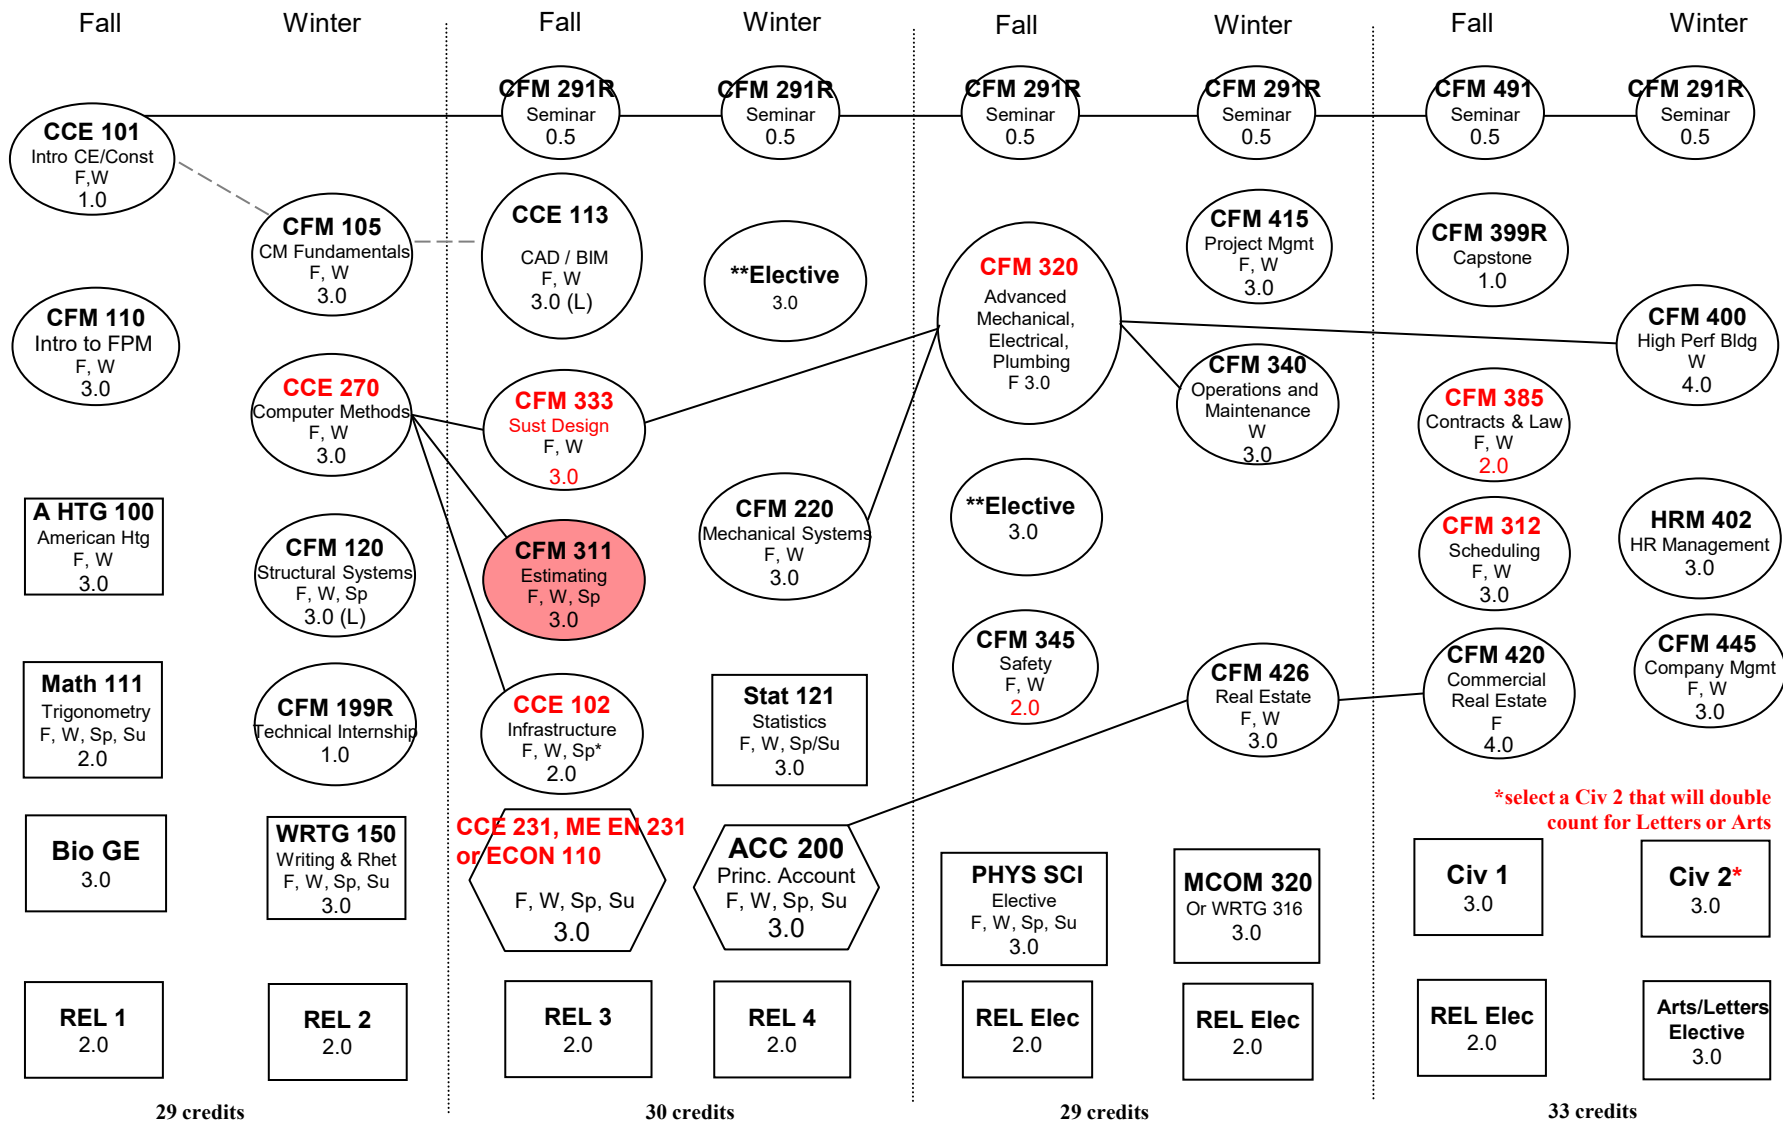 Fall
Winter
Fall
Winter
Fall
Winter
Fall
Winter
CCE 101
Intro CE/Const
F,W
1.0
CFM 110
Intro to FPM
F, W
3.0
A HTG 100
American Htg
F, W
3.0
Math 111
Trigonometry
F, W, Sp, Su
2.0
Bio GE
3.0
REL 1
2.0
CFM 105
CM Fundamentals
F, W
3.0
CCE 270
Computer Methods
F, W
3.0
CFM 120
Structural Systems
F, W, Sp
3.0 (L)
CFM 199R
Technical Internship
1.0
WRTG 150
Writing & Rhet
F, W, Sp, Su
3.0
REL 2
2.0
29 credits
CFM 291R
Seminar
0.5
CCE 113
CAD / BIM
F, W
3.0 (L)
CFM 333
Sust Design
F, W
3.0
CFM 311
Estimating
F, W, Sp
3.0
CCE 102
Infrastructure
F, W, Sp*
2.0
CCE 231, ME EN 231
or ECON 110
F, W, Sp, Su
3.0
REL 3
2.0
CFM 291R
Seminar
0.5
**Elective
3.0
CFM 220
Mechanical Systems
F, W
3.0
Stat 121
Statistics
F, W, Sp/Su
3.0
ACC 200
Princ. Account
F, W, Sp, Su
3.0
REL 4
2.0
30 credits
CFM 291R
Seminar
0.5
CFM 320
Advanced
Mechanical,
Electrical,
Plumbing
F 3.0
**Elective
3.0
CFM 345
Safety
F, W
2.0
PHYS SCI
Elective
F, W, Sp, Su
3.0
REL Elec
2.0
CFM 291R
Seminar
0.5
CFM 415
Project Mgmt
F, W
3.0
CFM 340
Operations and
Maintenance
W
3.0
CFM 426
Real Estate
F, W
3.0
MCOM 320
Or WRTG 316
3.0
REL Elec
2.0
29 credits
CFM 491
Seminar
0.5
CFM 399R
Capstone
1.0
CFM 385
Contracts & Law
F, W
2.0
CFM 312
Scheduling
F, W
3.0
CFM 420
Commercial
Real Estate
F
4.0
Civ 1
3.0
REL Elec
2.0
CFM 291R
Seminar
0.5
CFM 400
High Perf Bldg
W
4.0
HRM 402
HR Management
3.0
CFM 445
Company Mgmt
F, W
3.0
*select a Civ 2 that will double
count for Letters or Arts
Civ 2*
3.0
Arts/Letters
Elective
3.0
33 credits